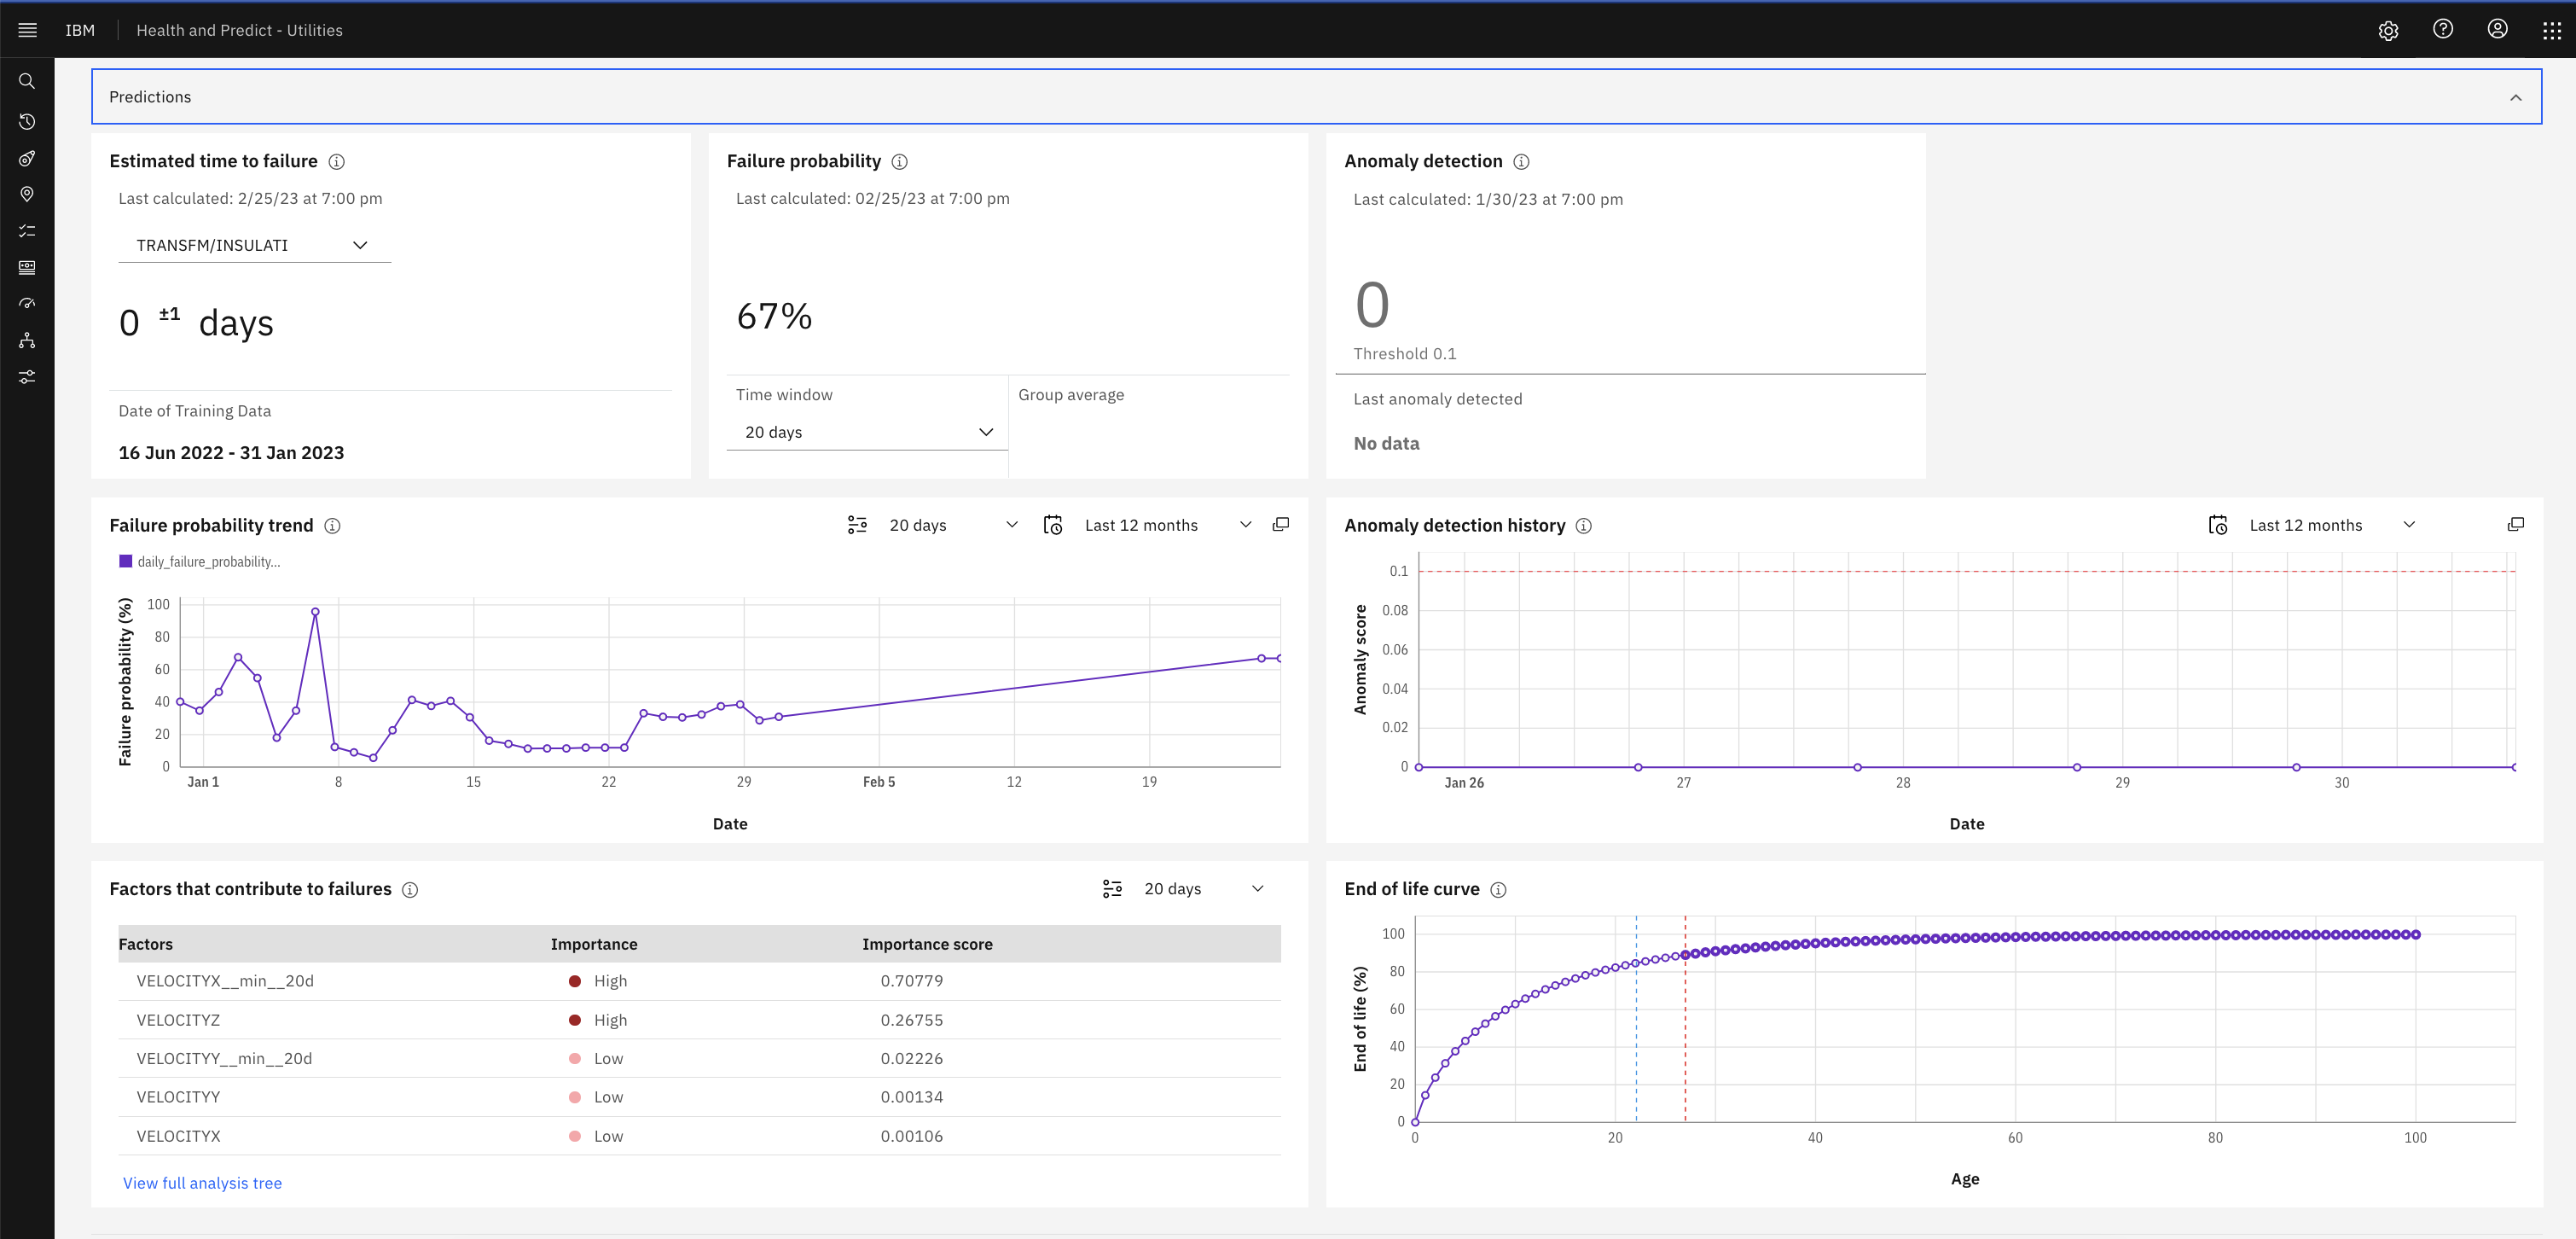 IBM Health and Predict - Utilities
Predictions
Estimated time to failure
Last calculated: 2/25/23 at 7:00 pm
TRANSFM/INSULATI
0 ±1 days
Date of Training Data
16 Jun 2022 - 31 Jan 2023
Failure probability
Last calculated: 02/25/23 at 7:00 pm
67%
Time window
20 days
Group average
Anomaly detection
Last calculated: 1/30/23 at 7:00 pm
0
Threshold 0.1
Last anomaly detected
No data
Failure probability trend
20 days
Last 12 months
daily_failure_probability...
Failure probability (%)
100
80
60
40
20
0
Jan 1 8 15 22 29 Feb 5 12 19
Date
Anomaly detection history
Last 12 months
Anomaly score
0.1
0.08
0.06
0.04
0.02
0
Jan 26 27 28 29 30
Date
Factors that contribute to failures
20 days
Factors Importance Importance score
VELOCITYX__min__20d High 0.70779
VELOCITYZ High 0.26755
VELOCITYY__min__20d Low 0.02226
VELOCITYY Low 0.00134
VELOCITYX Low 0.00106
View full analysis tree
End of life curve
End of life (%)
100
80
60
40
20
0
0 20 40 60 80 100
Age